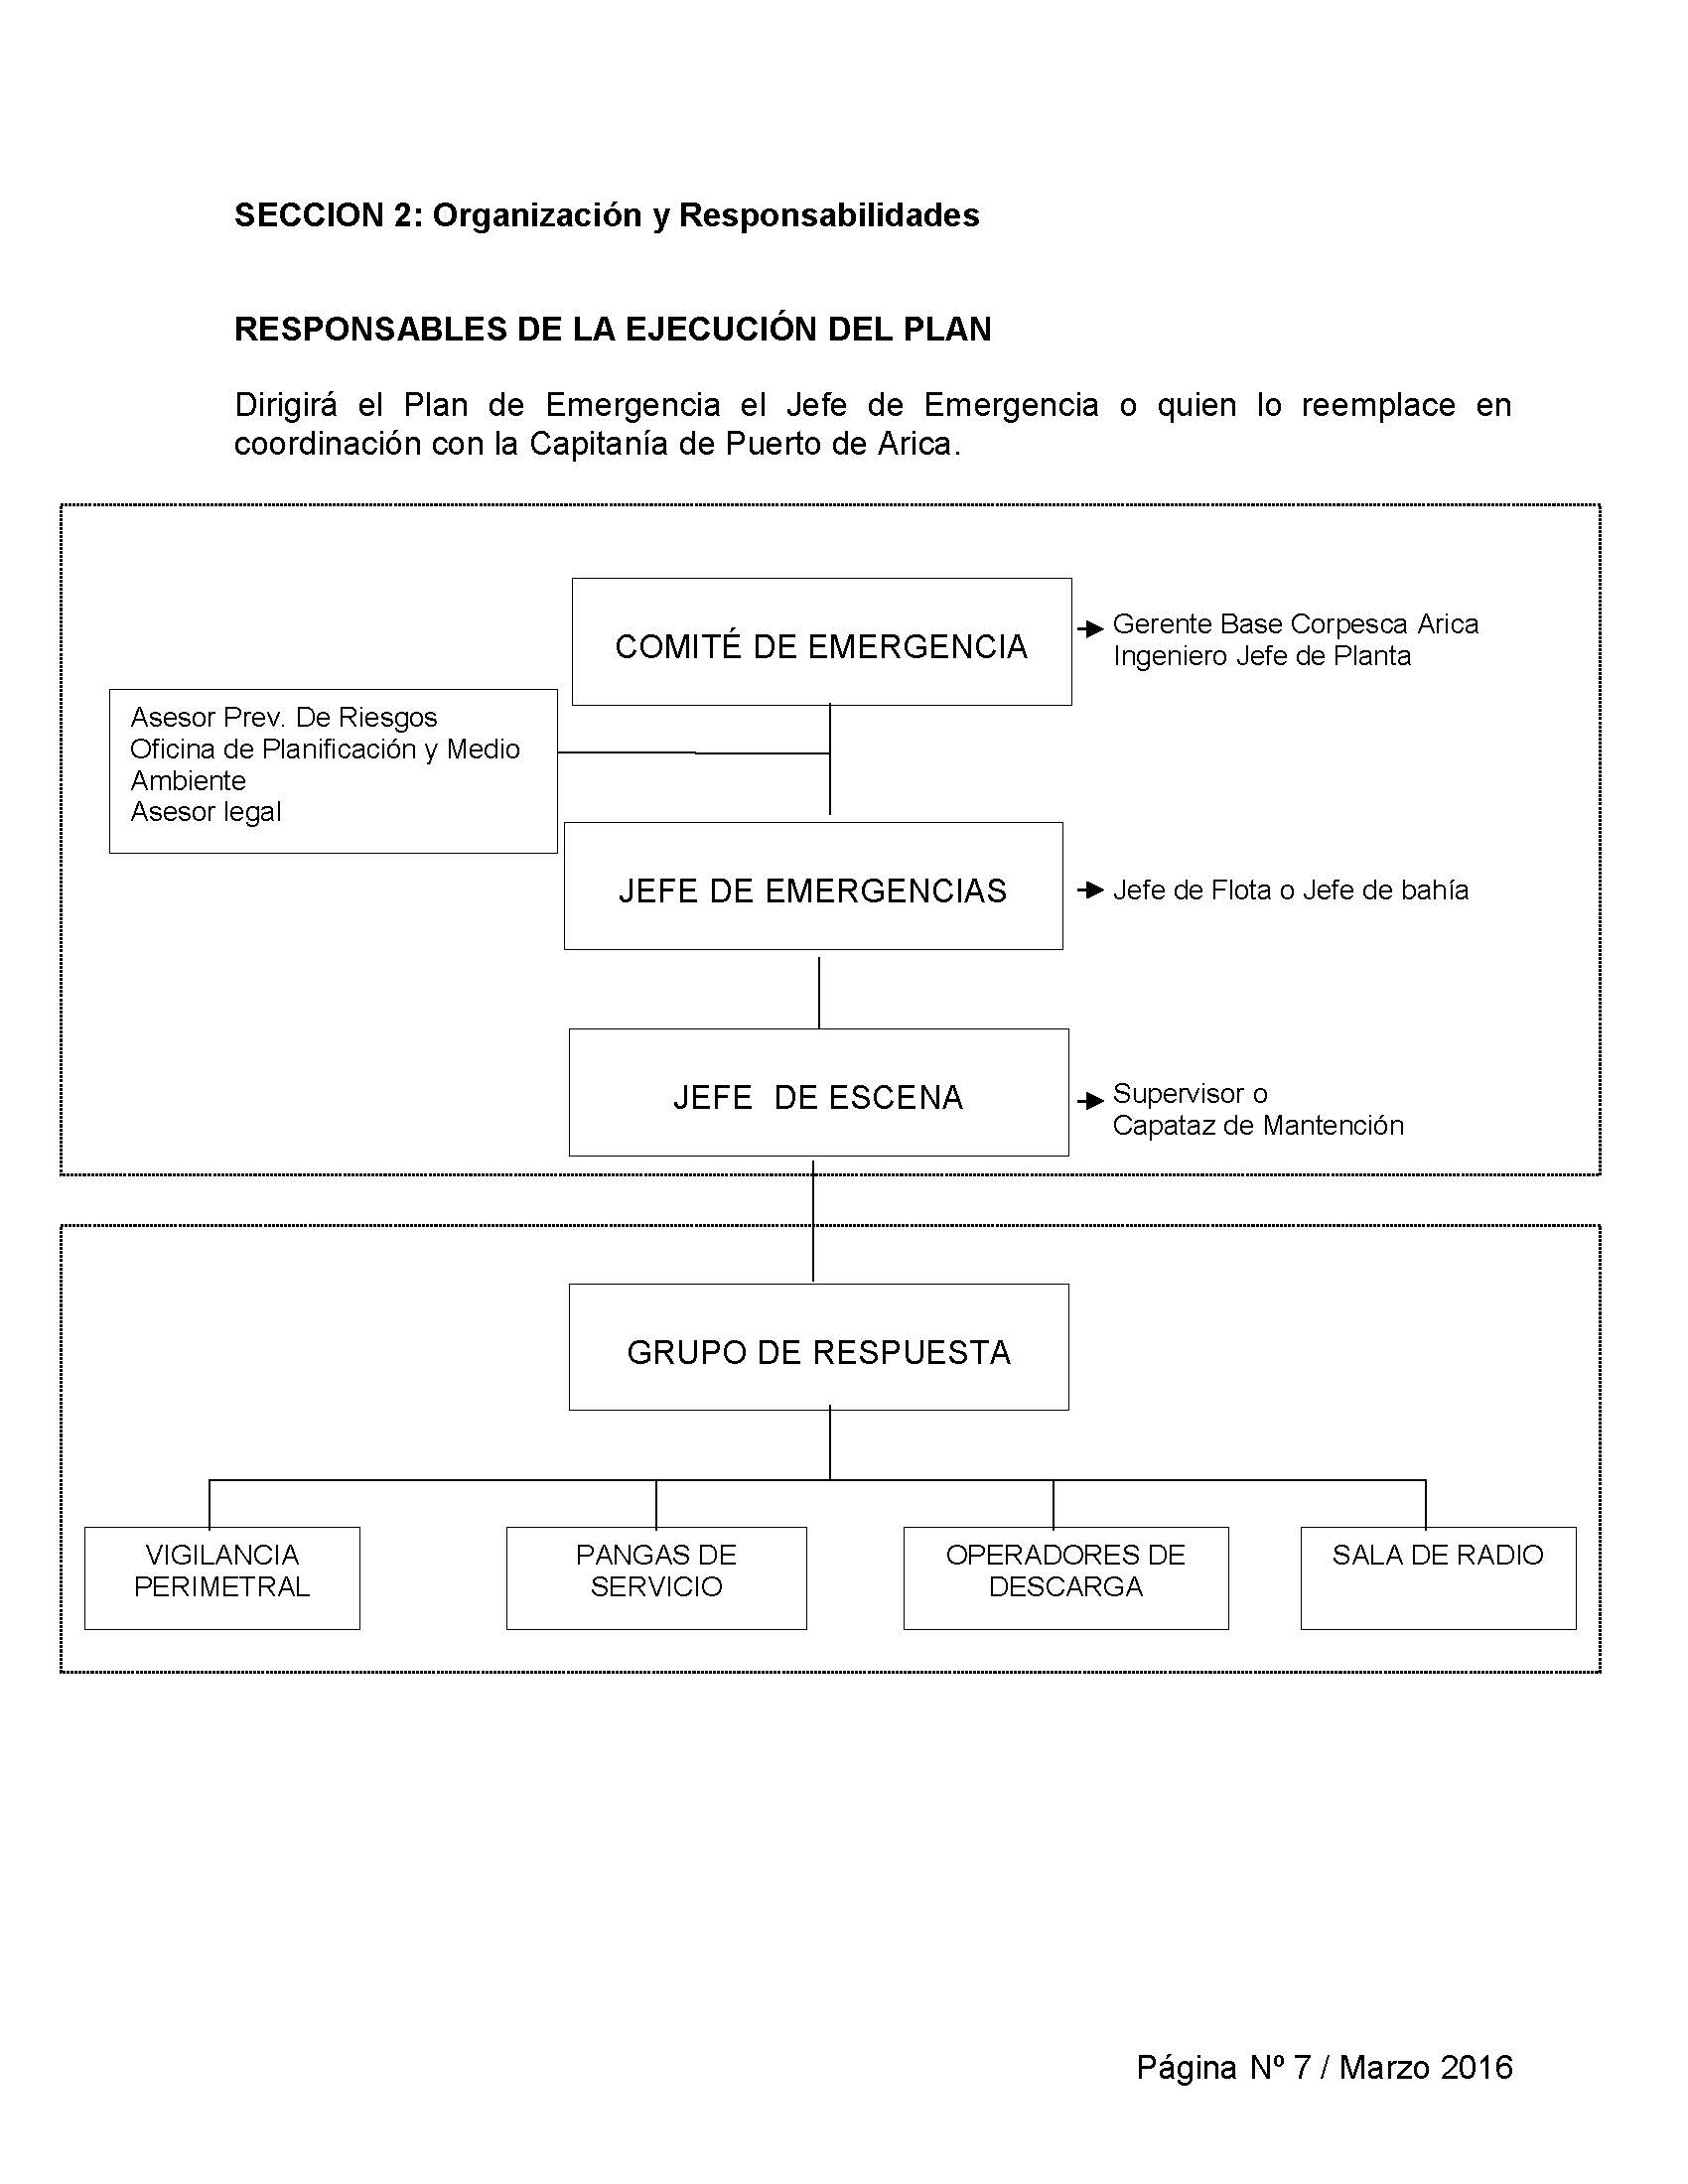 SECCION 2: Organización y Responsabilidades
RESPONSABLES DE LA EJECUCIÓN DEL PLAN
Dirigirá el Plan de Emergencia el Jefe de Emergencia o quien lo reemplace en
coordinación con la Capitanía de Puerto de Arica.
COMITÉ DE EMERGENCIA
Gerente Base Corpesca Arica
Ingeniero Jefe de Planta
Asesor Prev. De Riesgos
Oficina de Planificación y Medio
Ambiente
Asesor legal
JEFE DE EMERGENCIAS
Jefe de Flota o Jefe de bahía
JEFE  DE ESCENA
Supervisor o
Capataz de Mantención
GRUPO DE RESPUESTA
VIGILANCIA
PERIMETRAL
PANGAS DE
SERVICIO
OPERADORES DE
DESCARGA
SALA DE RADIO
Página Nº 7 / Marzo 2016